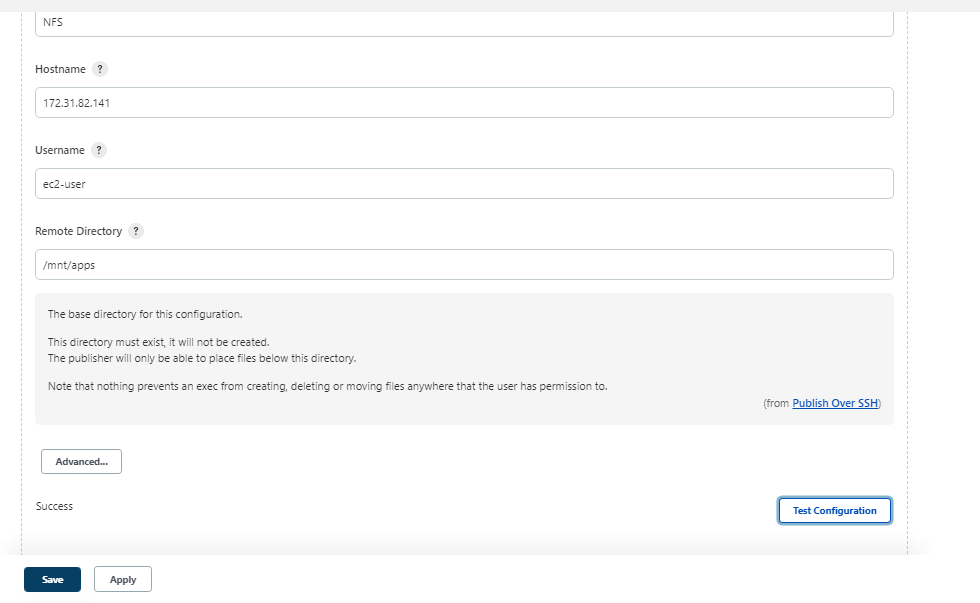 NFS
Hostname ?
172.31.82.141
Username ?
ec2-user
Remote Directory ?
/mnt/apps
The base directory for this configuration.
This directory must exist, it will not be created.
The publisher will only be able to place files below this directory.
Note that nothing prevents an exec from creating, deleting or moving files anywhere that the user has permission to.
(from Publish Over SSH)
Advanced...
Success
Test Configuration
Save
Apply